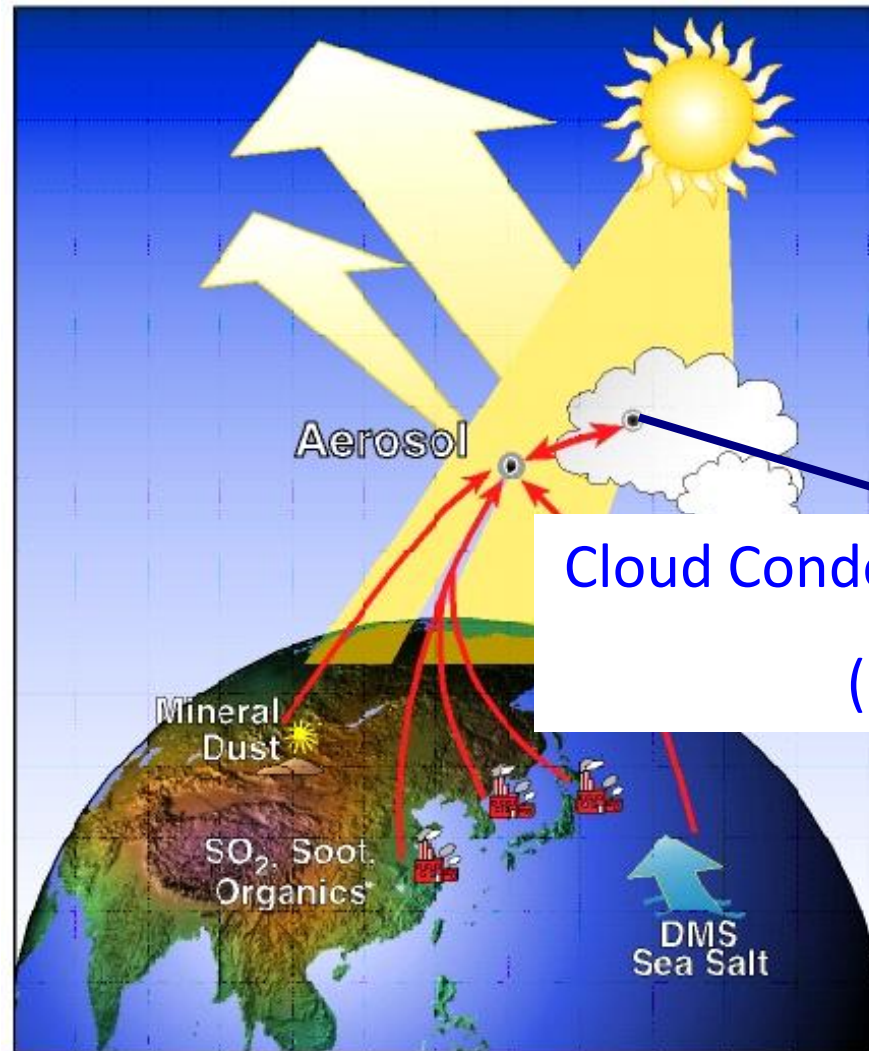 Aerosol
Cloud Conde
(
Mineral
Dust
SO₂, Soot,
Organics
DMS
Sea Salt